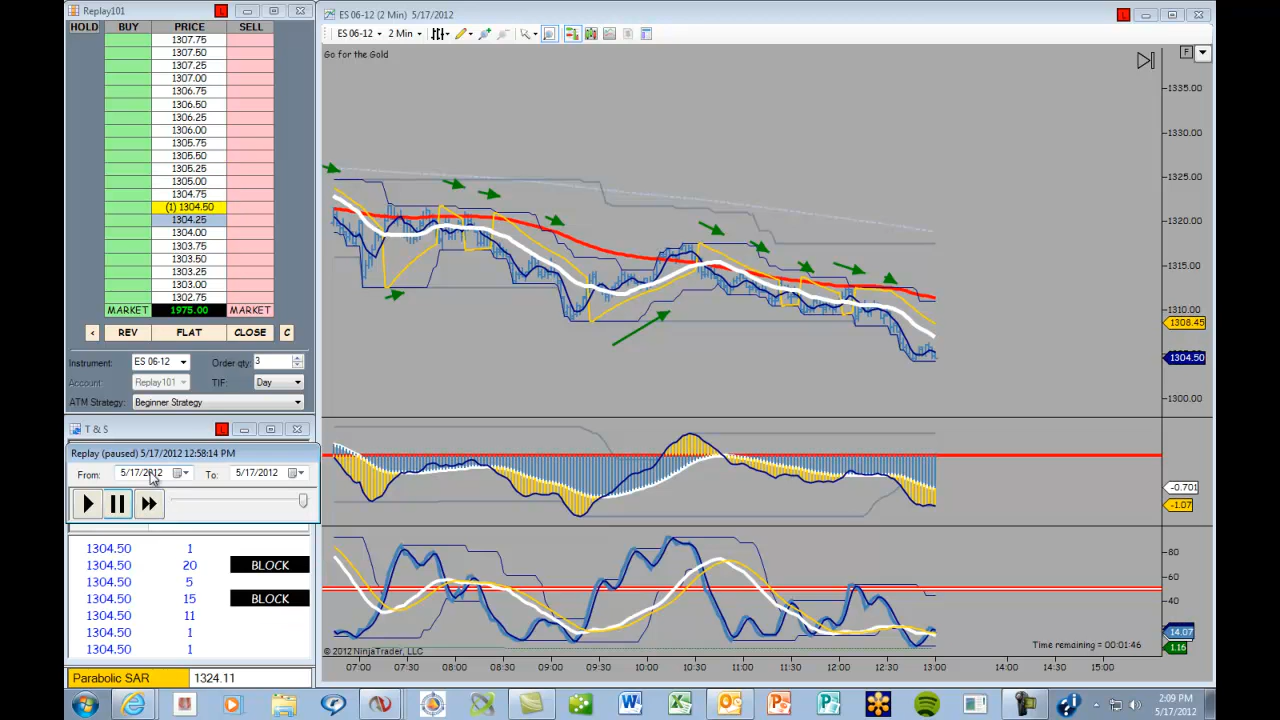 Replay101
HOLD BUY PRICE SELL
1307.75
1307.50
1307.25
1307.00
1306.75
1306.50
1306.25
1306.00
1305.75
1305.50
1305.25
1305.00
1304.75
(1) 1304.50
1304.25
1304.00
1303.75
1303.50
1303.25
1303.00
1302.75
MARKET 1975.00 MARKET
< REV FLAT CLOSE C
Instrument: ES 06-12 Order qty: 3
Account: Replay101 TIF: Day
ATM Strategy: Beginner Strategy
T & S
Replay (paused) 5/17/2012 12:58:14 PM
From: 5/17/2012 To: 5/17/2012
1304.50 1
1304.50 20 BLOCK
1304.50 5
1304.50 15 BLOCK
1304.50 11
1304.50 1
1304.50 1
Parabolic SAR 1324.11
ES 06-12 (2 Min) 5/17/2012
ES 06-12 2 Min
Go for the Gold
F
1335.00
1330.00
1325.00
1320.00
1315.00
1310.00
1308.45
1304.50
1300.00
-0.701
-1.07
80
60
40
14.07
1.16
Time remaining = 00:01:46
© 2012 NinjaTrader, LLC
07:00 07:30 08:00 08:30 09:00 09:30 10:00 10:30 11:00 11:30 12:00 12:30 13:00 14:00 14:30 15:00
2:09 PM
5/17/2012